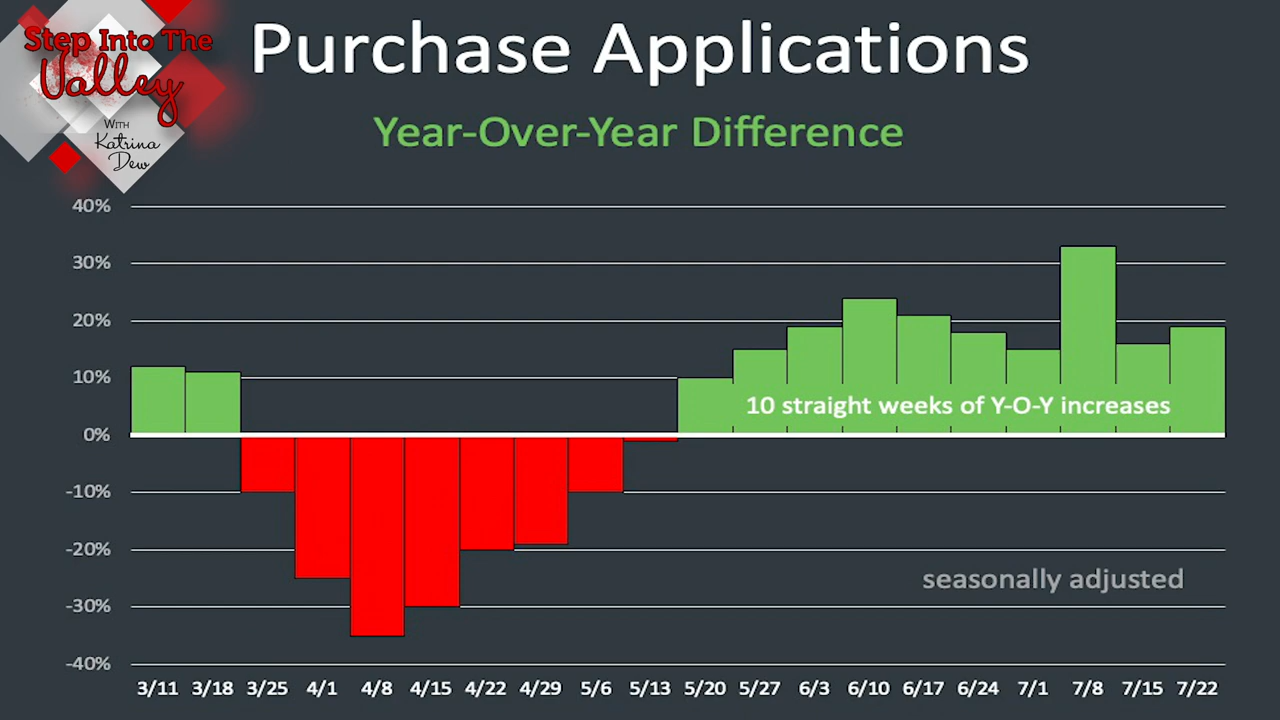 Step Into The
Valley
WITH
Katrina
Dew
Purchase Applications
Year-Over-Year Difference
40%
30%
20%
10%
0%
-10%
-20%
-30%
-40%
10 straight weeks of Y-O-Y increases
seasonally adjusted
3/11 3/18 3/25 4/1 4/8 4/15 4/22 4/29 5/6 5/13 5/20 5/27 6/3 6/10 6/17 6/24 7/1 7/8 7/15 7/22